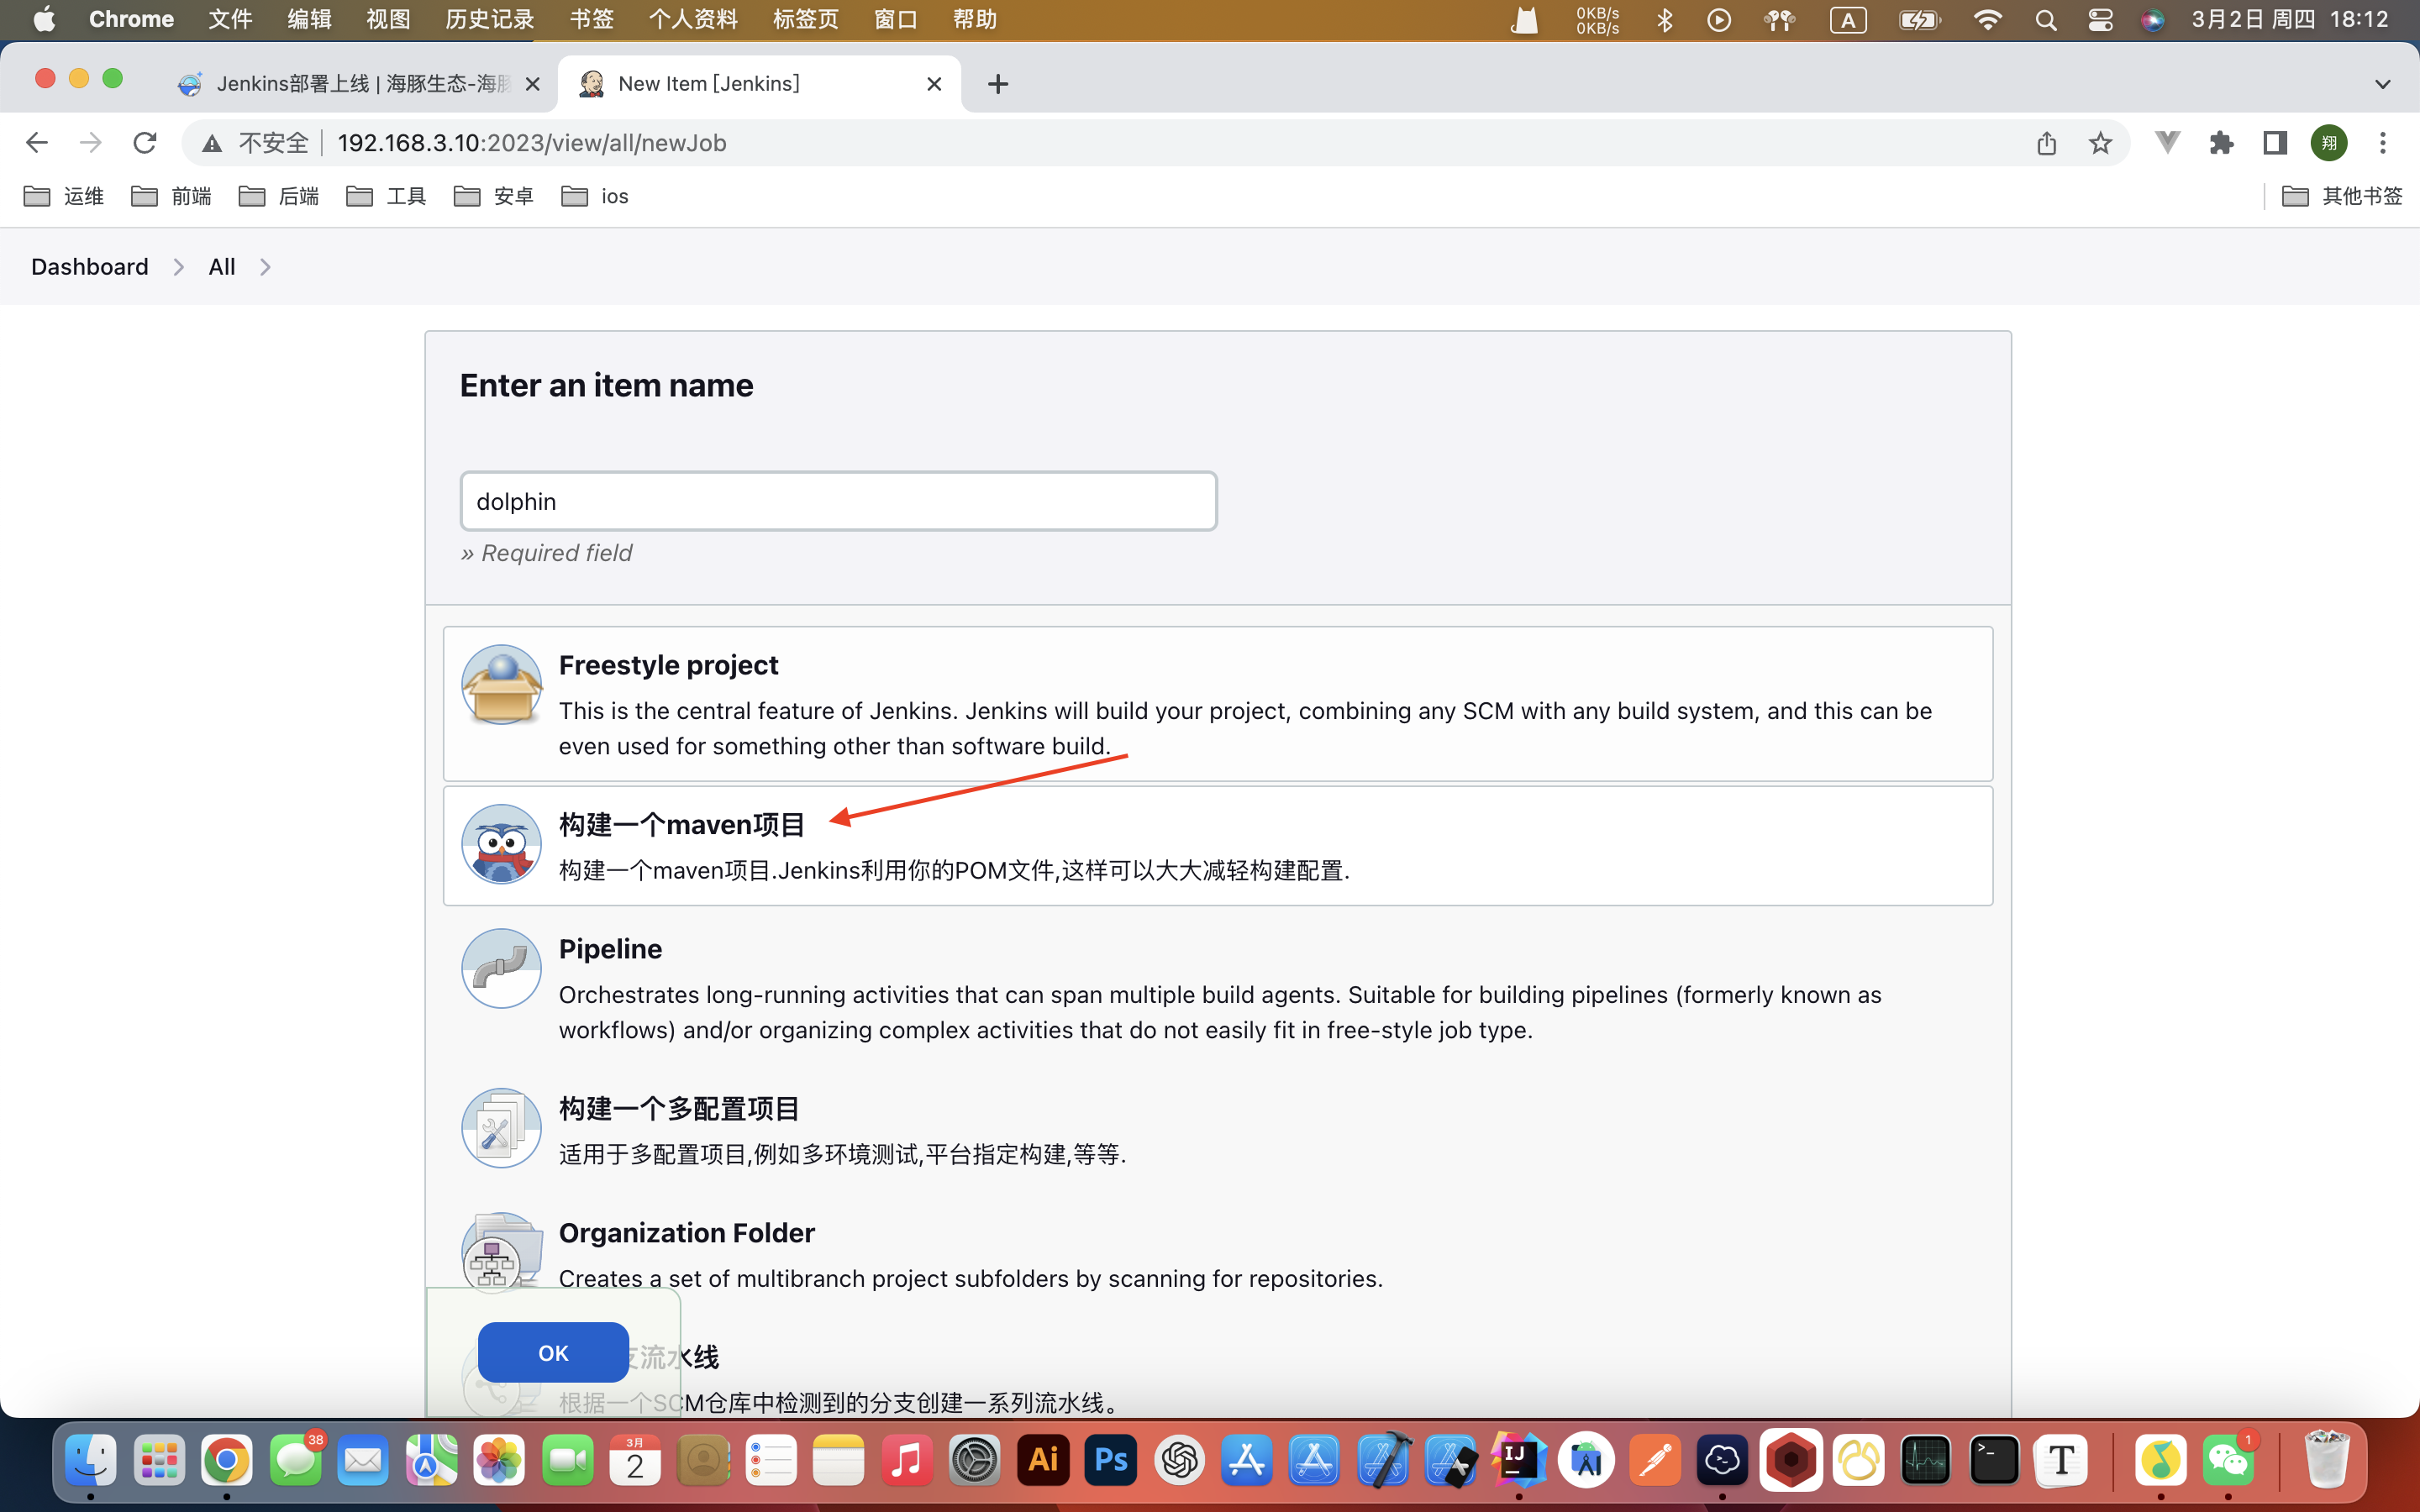 Chrome 文件 编辑 视图 历史记录 书签 个人资料 标签页 窗口 帮助 0KB/s A 3月2日 周四 18:12
0KB/s
Jenkins部署上线 | 海豚生态-海豚 New Item [Jenkins]
不安全 192.168.3.10:2023/view/all/newJob 翔
运维 前端 后端 工具 安卓 ios 其他书签
Dashboard All
Enter an item name
dolphin
» Required field
Freestyle project
This is the central feature of Jenkins. Jenkins will build your project, combining any SCM with any build system, and this can be
even used for something other than software build.
构建一个maven项目
构建一个maven项目.Jenkins利用你的POM文件,这样可以大大减轻构建配置.
Pipeline
Orchestrates long-running activities that can span multiple build agents. Suitable for building pipelines (formerly known as
workflows) and/or organizing complex activities that do not easily fit in free-style job type.
构建一个多配置项目
适用于多配置项目,例如多环境测试,平台指定构建,等等.
Organization Folder
Creates a set of multibranch project subfolders by scanning for repositories.
OK 支流水线
根据一个SCM仓库中检测到的分支创建一系列流水线。
38 3月 2 Ai Ps IJ >_ T 1